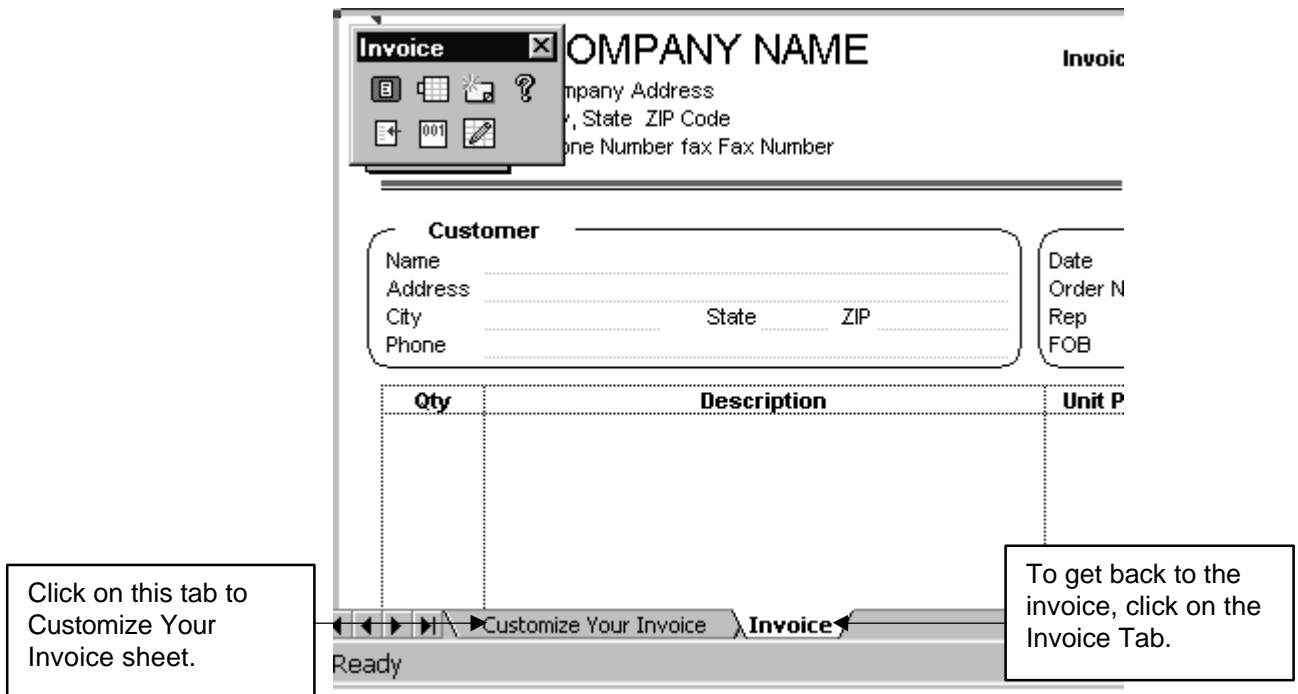 Invoice
OMPANY NAME
Invoic
mpany Address
, State ZIP Code
one Number fax Fax Number
001
Customer
Name
Address
City State ZIP
Phone
Date
Order N
Rep
FOB
Qty Description Unit P
Click on this tab to
Customize Your
Invoice sheet.
Customize Your Invoice
Invoice
To get back to the
invoice, click on the
Invoice Tab.
Ready